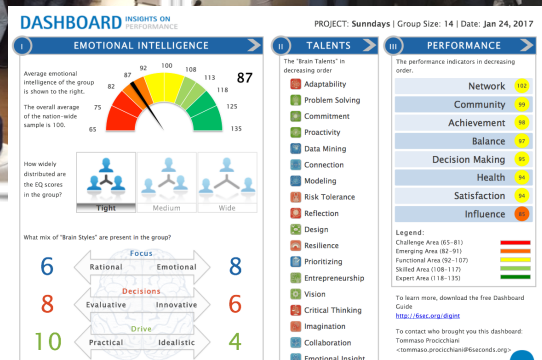 DASHBOARD INSIGHTS ON PERFORMANCE
PROJECT: Sunndays | Group Size: 14 | Date: Jan 24, 2017
I EMOTIONAL INTELLIGENCE
Average emotional
intelligence of the group
is shown to the right.
The overall average
of the nation-wide
sample is 100.
65
75
82
87
92
100
108
113
118
125
135
87
How widely
distributed are
the EQ scores
in the group?
Tight
Medium
Wide
What mix of "Brain Styles" are present in the group?
Focus
6 Rational Emotional 8
Decisions
8 Evaluative Innovative 6
Drive
10 Practical Idealistic 4
II TALENTS
The "Brain Talents" in
decreasing order
Adaptability
Problem Solving
Commitment
Proactivity
Data Mining
Connection
Modeling
Risk Tolerance
Reflection
Design
Resilience
Prioritizing
Entrepreneurship
Vision
Critical Thinking
Imagination
Collaboration
Emotional Insight
III PERFORMANCE
The performance indicators in decreasing
order.
Network 102
Community 99
Achievement 98
Balance 97
Decision Making 95
Health 94
Satisfaction 94
Influence 85
Legend:
Challenge Area (65-81)
Emerging Area (82-91)
Functional Area (92-107)
Skilled Area (108-117)
Expert Area (118-135)
To learn more, download the free Dashboard
Guide
http://6sec.org/digint
To contact who brought you this dashboard
Tommaso Procicchiani
<tommaso.procicchiani@6seconds.org>